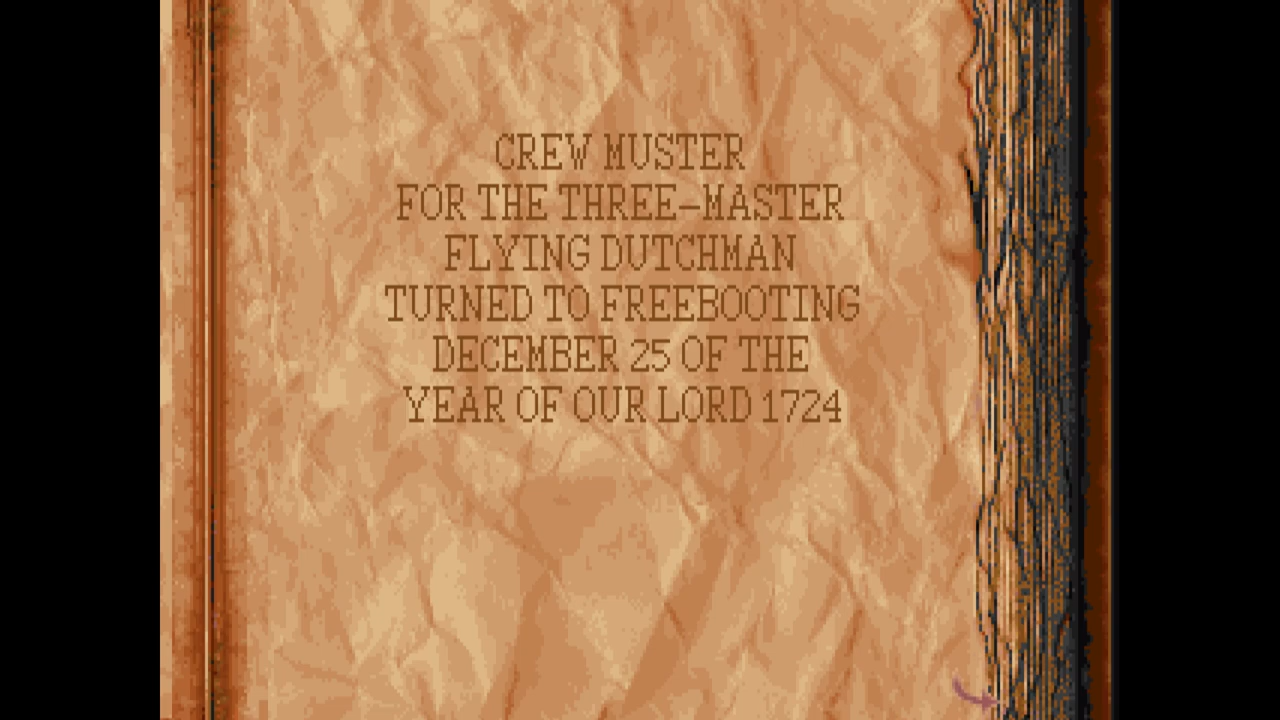 CREW MUSTER
FOR THE THREE-MASTER
FLYING DUTCHMAN
TURNED TO FREEBOOTING
DECEMBER 25 OF THE
YEAR OF OUR LORD 1724